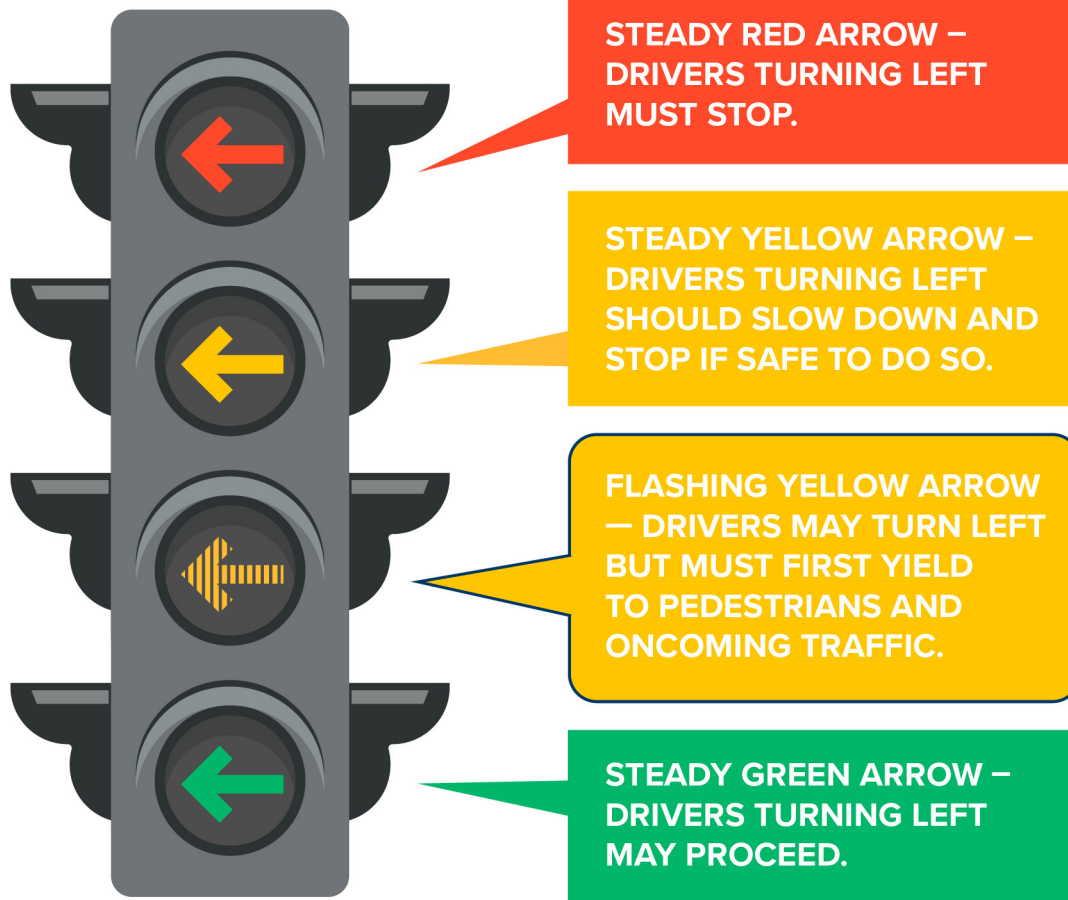 STEADY RED ARROW –
DRIVERS TURNING LEFT
MUST STOP.
STEADY YELLOW ARROW –
DRIVERS TURNING LEFT
SHOULD SLOW DOWN AND
STOP IF SAFE TO DO SO.
FLASHING YELLOW ARROW
— DRIVERS MAY TURN LEFT
BUT MUST FIRST YIELD
TO PEDESTRIANS AND
ONCOMING TRAFFIC.
STEADY GREEN ARROW –
DRIVERS TURNING LEFT
MAY PROCEED.